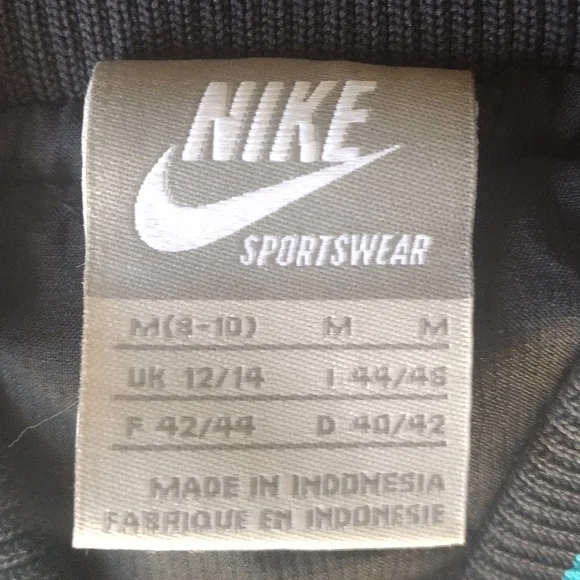 NIKE
SPORTSWEAR
M(8-10) M M
UK 12/14 I 44/46
F 42/44 D 40/42
MADE IN INDONESIA
FABRIQUE EN INDONESIE